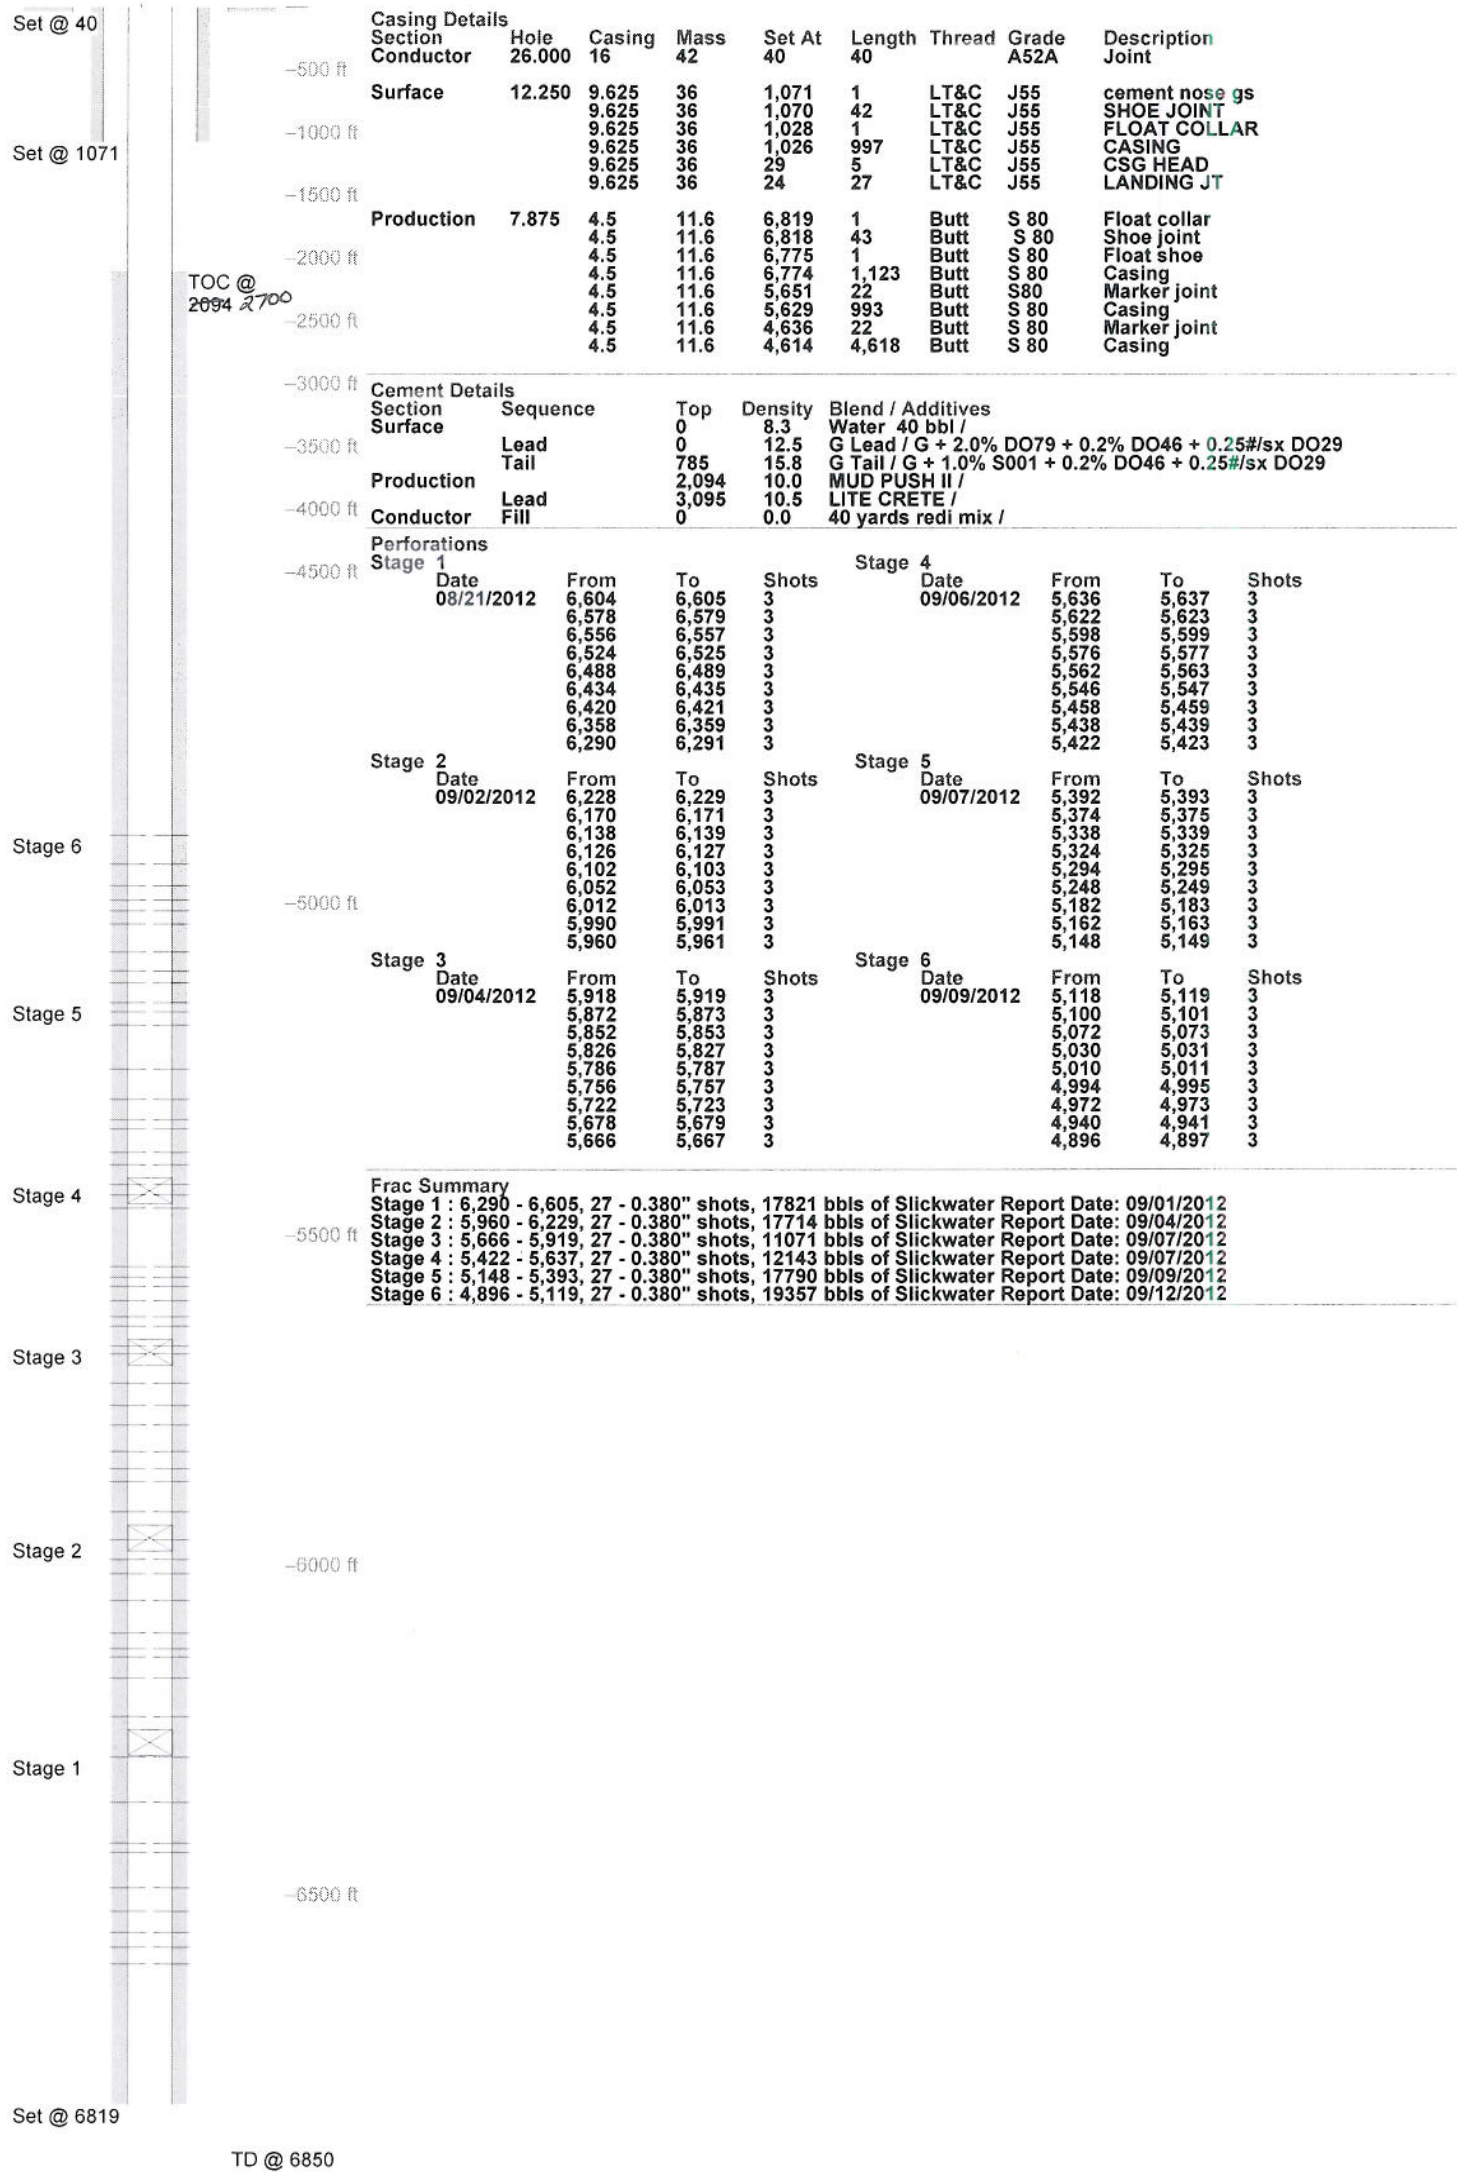 Set @ 40
Set @ 1071
TOC @
2094 2700
Stage 6
Stage 5
Stage 4
Stage 3
Stage 2
Stage 1
Set @ 6819
TD @ 6850
–500 ft
–1000 ft
–1500 ft
–2000 ft
–2500 ft
–3000 ft
–3500 ft
–4000 ft
–4500 ft
–5000 ft
–5500 ft
–6000 ft
–6500 ft
Casing Details
Section Hole Casing Mass Set At Length Thread Grade Description
Conductor 26.000 16 42 40 40 A52A Joint
Surface 12.250 9.625 36 1,071 1 LT&C J55 cement nose gs
9.625 36 1,070 42 LT&C J55 SHOE JOINT
9.625 36 1,028 1 LT&C J55 FLOAT COLLAR
9.625 36 1,026 997 LT&C J55 CASING
9.625 36 29 5 LT&C J55 CSG HEAD
9.625 36 24 27 LT&C J55 LANDING JT
Production 7.875 4.5 11.6 6,819 1 Butt S 80 Float collar
4.5 11.6 6,818 43 Butt S 80 Shoe joint
4.5 11.6 6,775 1 Butt S 80 Float shoe
4.5 11.6 6,774 1,123 Butt S 80 Casing
4.5 11.6 5,651 22 Butt S80 Marker joint
4.5 11.6 5,629 993 Butt S 80 Casing
4.5 11.6 4,636 22 Butt S 80 Marker joint
4.5 11.6 4,614 4,618 Butt S 80 Casing
Cement Details
Section Sequence Top Density Blend / Additives
Surface 0 8.3 Water 40 bbl /
Lead 0 12.5 G Lead / G + 2.0% DO79 + 0.2% DO46 + 0.25#/sx DO29
Tail 785 15.8 G Tail / G + 1.0% S001 + 0.2% DO46 + 0.25#/sx DO29
Production 2,094 10.0 MUD PUSH II /
Lead 3,095 10.5 LITE CRETE /
Conductor Fill 0 0.0 40 yards redi mix /
Perforations
Stage 1
Date From To Shots
08/21/2012 6,604 6,605 3
6,578 6,579 3
6,556 6,557 3
6,524 6,525 3
6,488 6,489 3
6,434 6,435 3
6,420 6,421 3
6,358 6,359 3
6,290 6,291 3
Stage 2
Date From To Shots
09/02/2012 6,228 6,229 3
6,170 6,171 3
6,138 6,139 3
6,126 6,127 3
6,102 6,103 3
6,052 6,053 3
6,012 6,013 3
5,990 5,991 3
5,960 5,961 3
Stage 3
Date From To Shots
09/04/2012 5,918 5,919 3
5,872 5,873 3
5,852 5,853 3
5,826 5,827 3
5,786 5,787 3
5,756 5,757 3
5,722 5,723 3
5,678 5,679 3
5,666 5,667 3
Stage 4
Date From To Shots
09/06/2012 5,636 5,637 3
5,622 5,623 3
5,598 5,599 3
5,576 5,577 3
5,562 5,563 3
5,546 5,547 3
5,458 5,459 3
5,438 5,439 3
5,422 5,423 3
Stage 5
Date From To Shots
09/07/2012 5,392 5,393 3
5,374 5,375 3
5,338 5,339 3
5,324 5,325 3
5,294 5,295 3
5,248 5,249 3
5,182 5,183 3
5,162 5,163 3
5,148 5,149 3
Stage 6
Date From To Shots
09/09/2012 5,118 5,119 3
5,100 5,101 3
5,072 5,073 3
5,030 5,031 3
5,010 5,011 3
4,994 4,995 3
4,972 4,973 3
4,940 4,941 3
4,896 4,897 3
Frac Summary
Stage 1 : 6,290 - 6,605, 27 - 0.380" shots, 17821 bbls of Slickwater Report Date: 09/01/2012
Stage 2 : 5,960 - 6,229, 27 - 0.380" shots, 17714 bbls of Slickwater Report Date: 09/04/2012
Stage 3 : 5,666 - 5,919, 27 - 0.380" shots, 11071 bbls of Slickwater Report Date: 09/07/2012
Stage 4 : 5,422 - 5,637, 27 - 0.380" shots, 12143 bbls of Slickwater Report Date: 09/07/2012
Stage 5 : 5,148 - 5,393, 27 - 0.380" shots, 17790 bbls of Slickwater Report Date: 09/09/2012
Stage 6 : 4,896 - 5,119, 27 - 0.380" shots, 19357 bbls of Slickwater Report Date: 09/12/2012